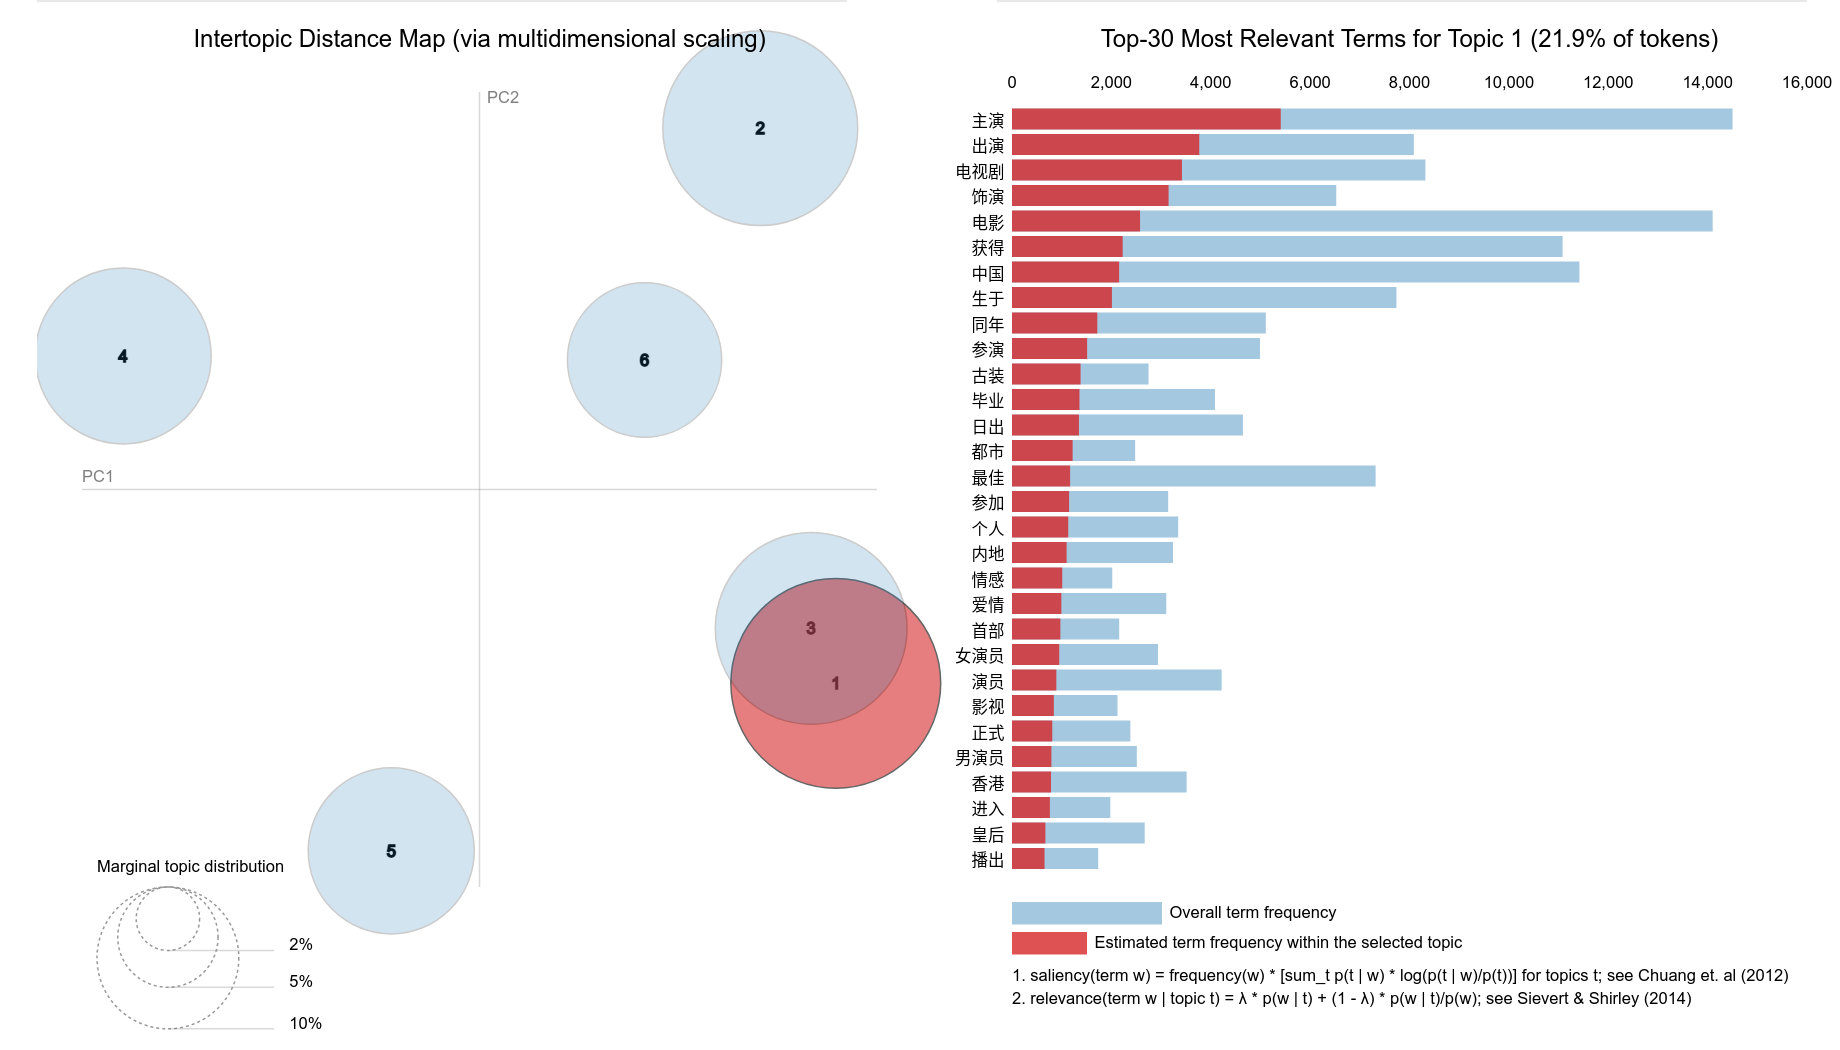 Intertopic Distance Map (via multidimensional scaling)
PC2
PC1
2
4
6
3
1
5
Marginal topic distribution
2%
5%
10%
Top-30 Most Relevant Terms for Topic 1 (21.9% of tokens)
0 2,000 4,000 6,000 8,000 10,000 12,000 14,000 16,000
主演
出演
电视剧
饰演
电影
获得
中国
生于
同年
参演
古装
毕业
日出
都市
最佳
参加
个人
内地
情感
爱情
首部
女演员
演员
影视
正式
男演员
香港
进入
皇后
播出
Overall term frequency
Estimated term frequency within the selected topic
1. saliency(term w) = frequency(w) * [sum_t p(t | w) * log(p(t | w)/p(t))] for topics t; see Chuang et. al (2012)
2. relevance(term w | topic t) = λ * p(w | t) + (1 - λ) * p(w | t)/p(w); see Sievert & Shirley (2014)